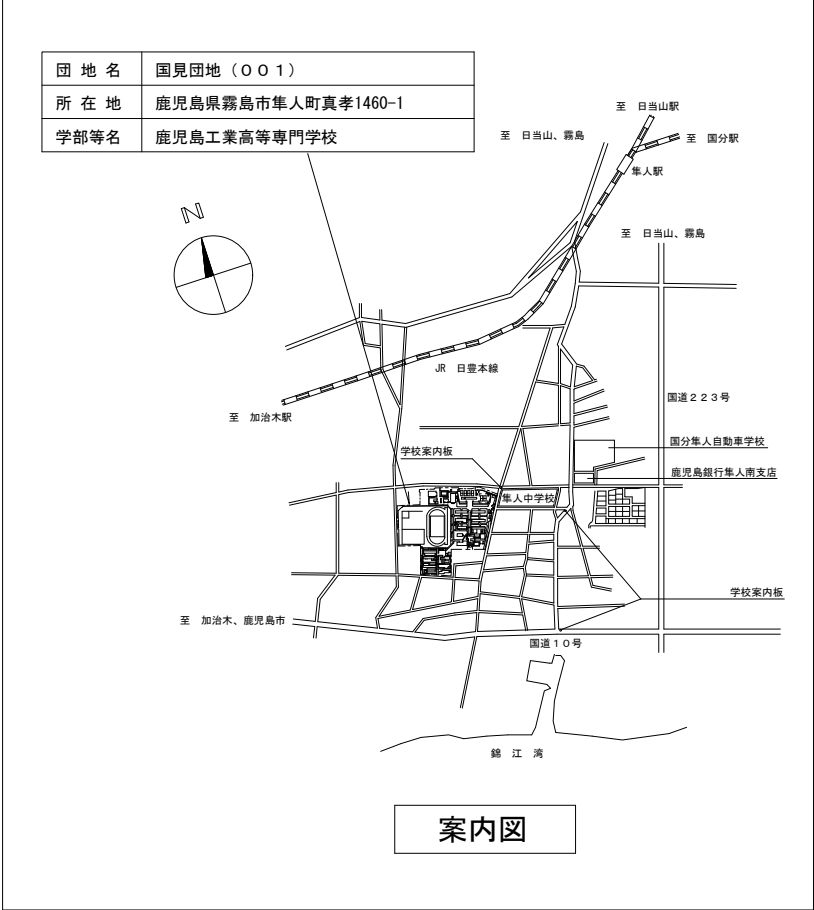 団地名 国見団地（００１）
所在地 鹿児島県霧島市隼人町真孝1460-1
学部等名 鹿児島工業高等専門学校
至 日当山駅
至 日当山、霧島
至 国分駅
隼人駅
N
至 日当山、霧島
JR 日豊本線
国道２２３号
至 加治木駅
国分隼人自動車学校
学校案内板
鹿児島銀行隼人南支店
隼人中学校
学校案内板
至 加治木、鹿児島市
国道１０号
錦江湾
案内図